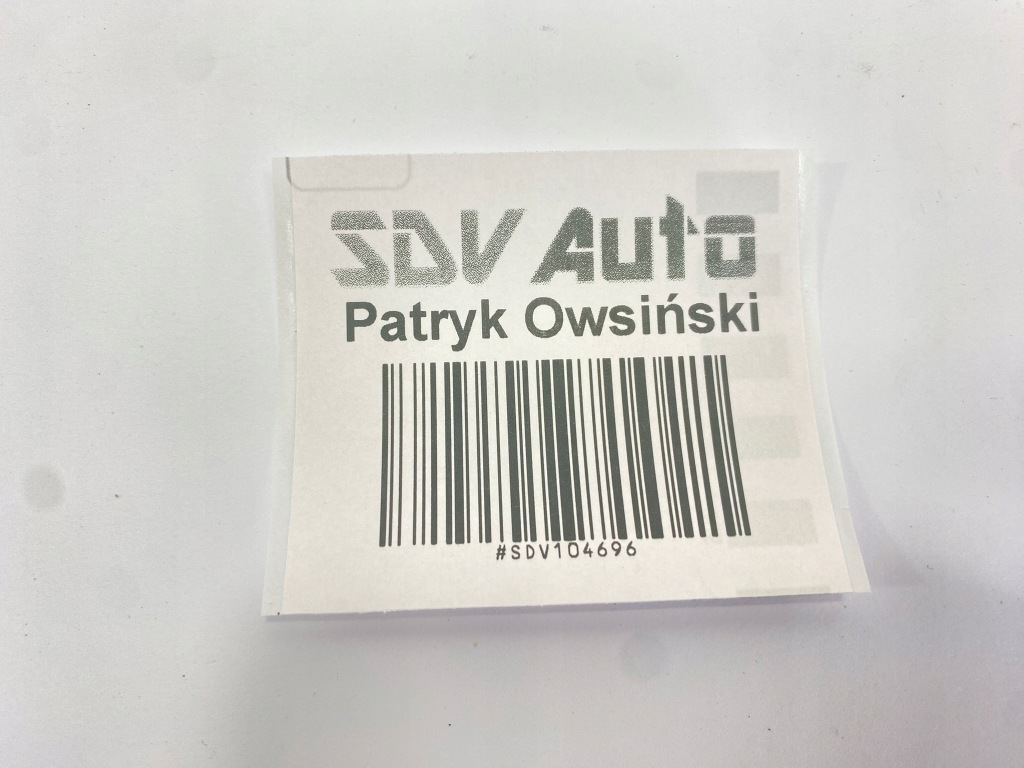 SDV Auto
Patryk Owsiński
#SDV104696